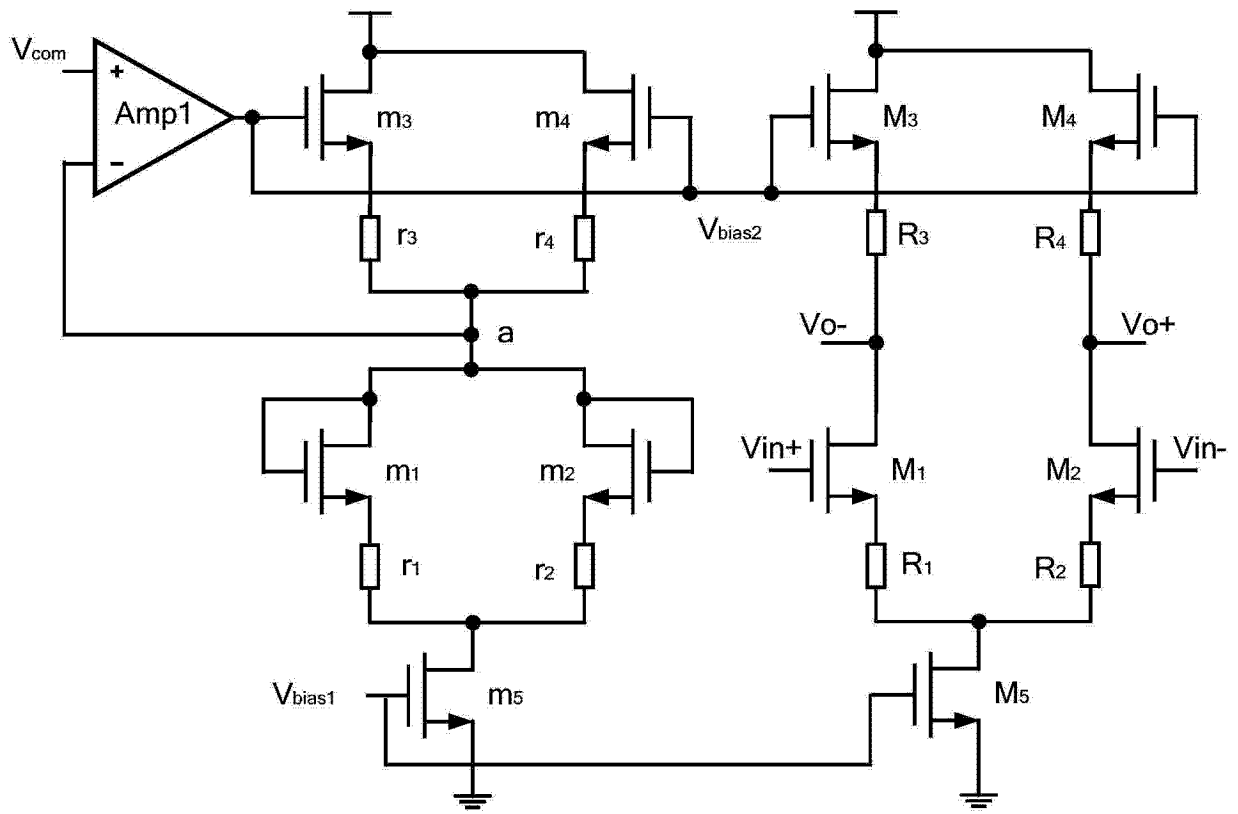 Vcom
+
Amp1
-
m3
m4
M3
M4
r3
r4
Vbias2
R3
R4
a
Vo-
Vo+
Vin+
m1
m2
M1
M2
Vin-
r1
r2
R1
R2
Vbias1
m5
M5